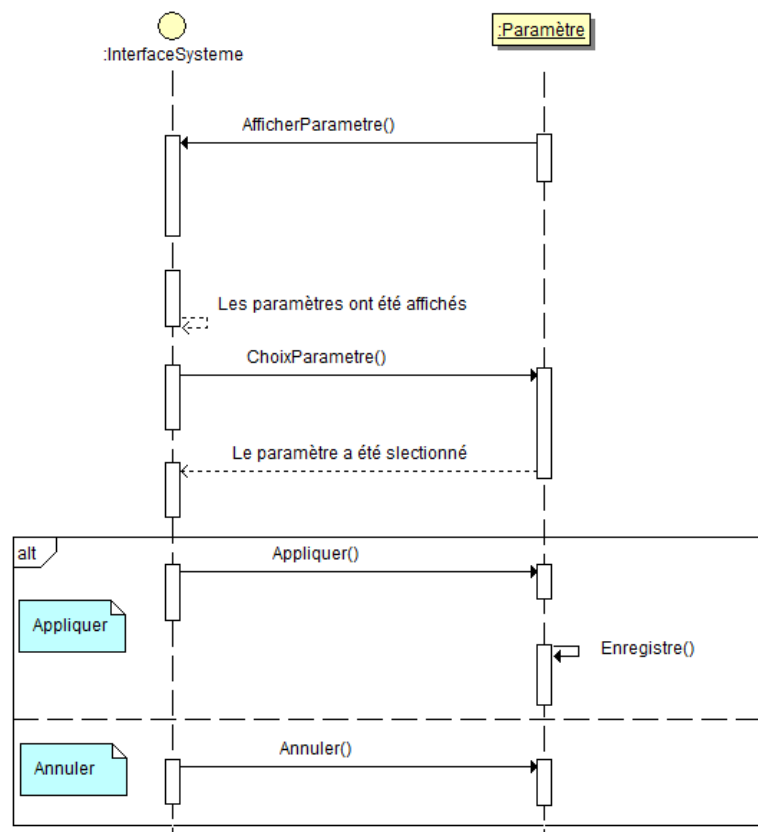 :InterfaceSysteme
:Paramètre
AfficherParametre()
Les paramètres ont été affichés
ChoixParametre()
Le paramètre a été slectionné
alt
Appliquer()
Appliquer
Enregistre()
Annuler()
Annuler